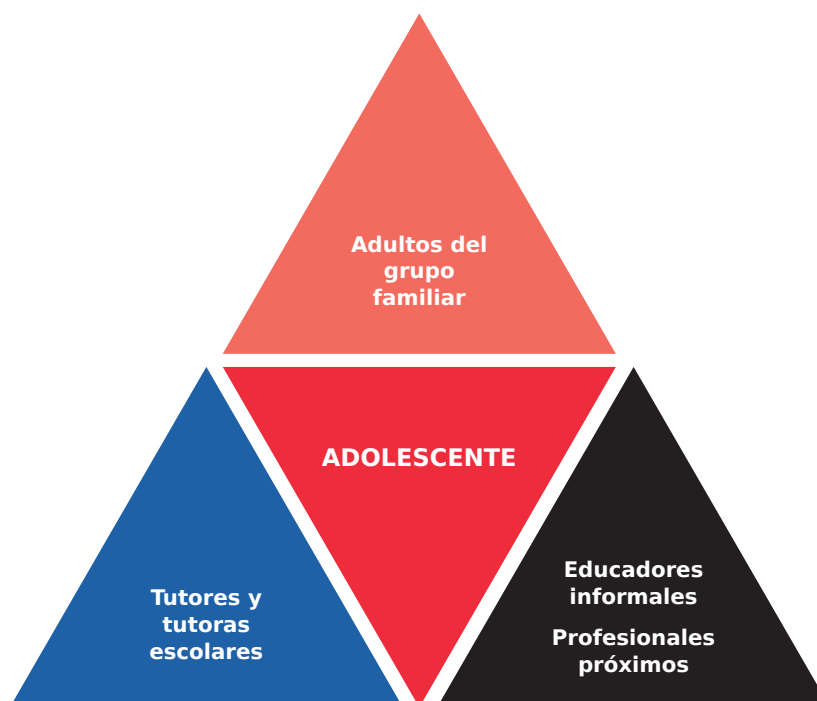 Adultos del
grupo
familiar
ADOLESCENTE
Tutores y
tutoras
escolares
Educadores
informales
Profesionales
próximos